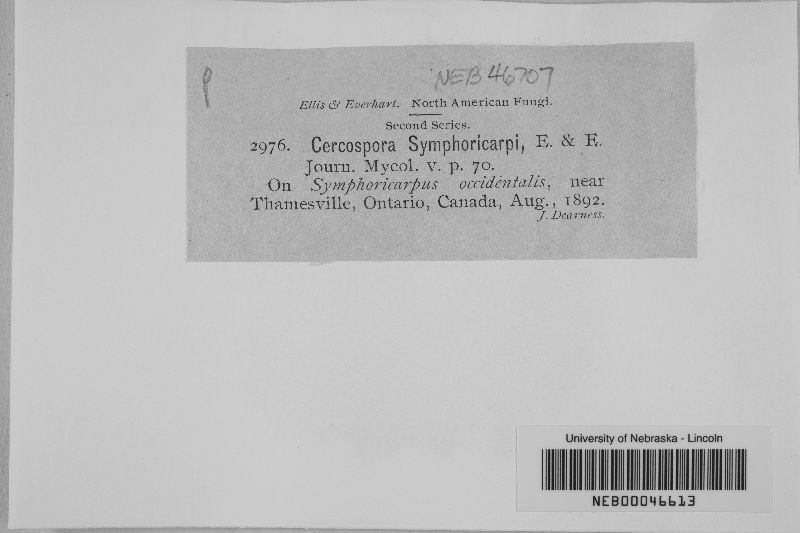 NEB 46707
Ellis & Everhart. North American Fungi.
Second Series.
2976. Cercospora Symphoricarpi, E. & E.
Journ. Mycol. v. p. 70.
On Symphoricarpus occidentalis, near
Thamesville, Ontario, Canada, Aug., 1892.
J. Dearness.
University of Nebraska - Lincoln
NEB00046613